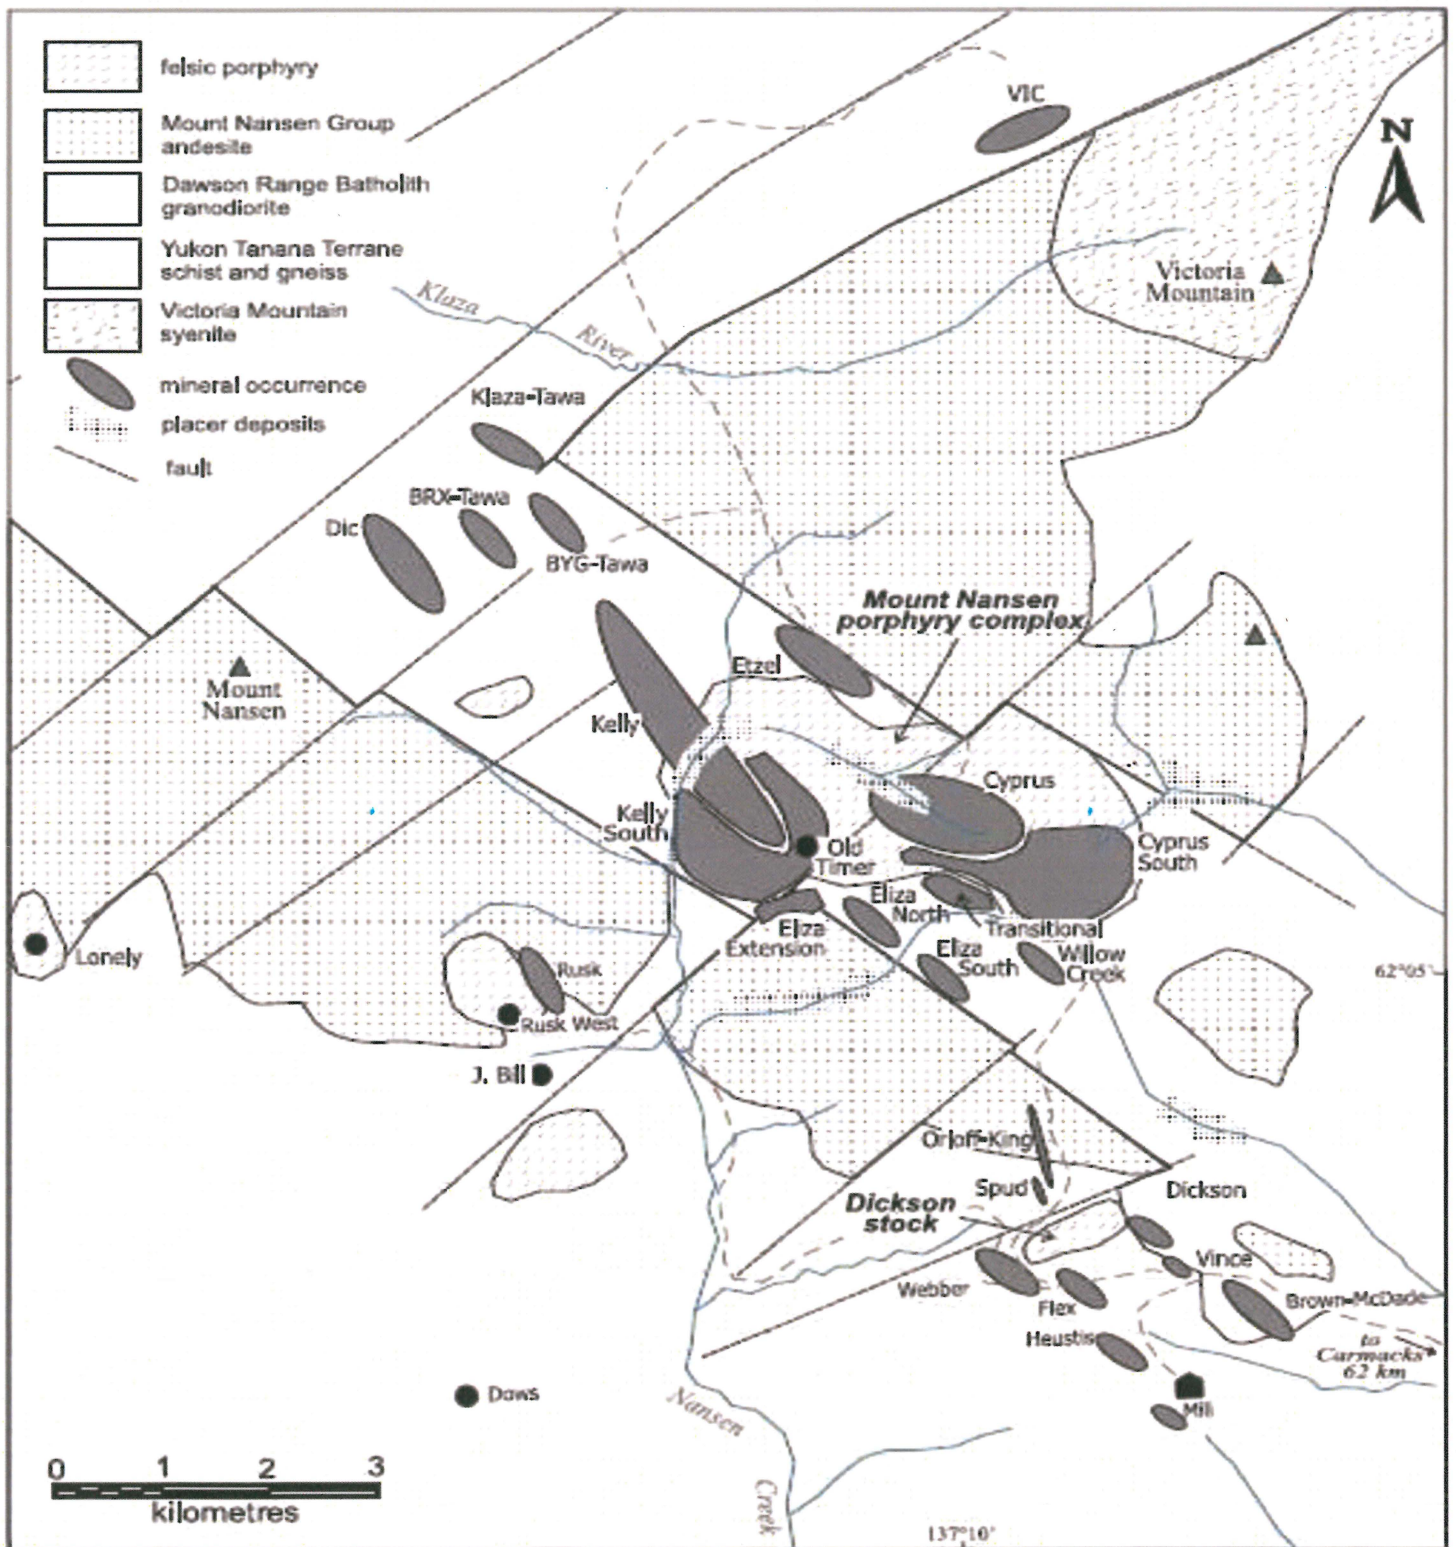 felsic porphyry
Mount Nansen Group
andesite
Dawson Range Batholith
granodiorite
Yukon Tanana Terrane
schist and gneiss
Victoria Mountain
syenite
mineral occurrence
placer deposits
fault
VIC
N
Victoria
Mountain
Klaza
River
Klaza-Tawa
BRX-Tawa
Dic
BYG-Tawa
Mount Nansen
porphyry complex
Etzel
Mount
Nansen
Kelly
Cyprus
Kelly
South
Old
Timer
Cyprus
South
Eliza
North
Eliza
Extension
Transitional
Eliza
South
Willow
Creek
Lonely
Rusk
Rusk West
62°05'
J. Bill
Orloff-King
Spud
Dickson
Dickson
stock
Vince
Webber
Flex
Brown-McDade
Heustis
to
Carmacks
62 km
Mill
Dows
Nansen
Creek
0 1 2 3
kilometres
137°10'